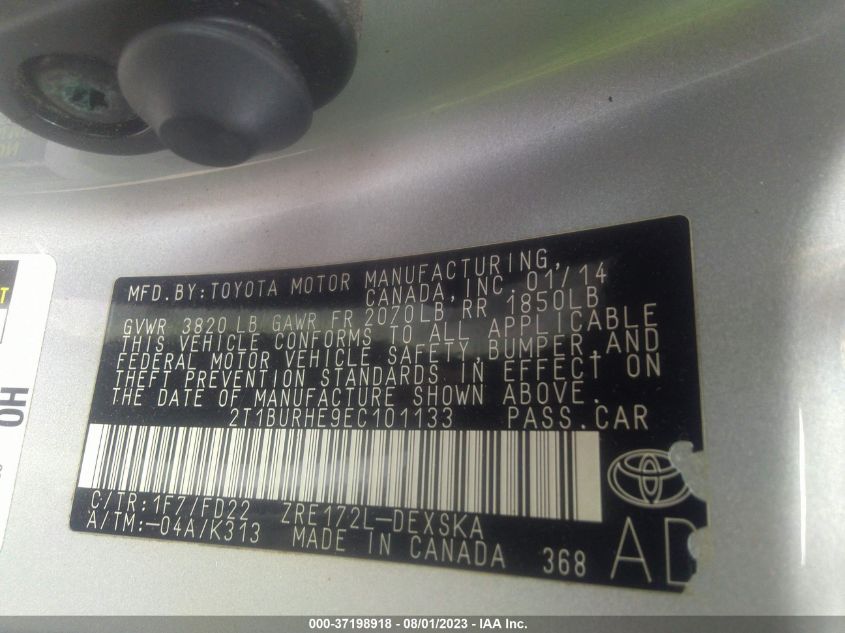 MFD.BY:TOYOTA MOTOR MANUFACTURING,
CANADA, INC. 01/14
GVWR 3820 LB GAWR FR 2070LB RR 1850LB
THIS VEHICLE CONFORMS TO ALL APPLICABLE
FEDERAL MOTOR VEHICLE SAFETY,BUMPER,AND
THEFT PREVENTION STANDARDS IN EFFECT ON
THE DATE OF MANUFACTURE SHOWN ABOVE.
2T1BURHE9EC101133 PASS.CAR
C/TR:1F7/FD22 ZRE172L-DEXSKA
A/TM:-04A/K313 MADE IN CANADA 368
AD
HO
000-37198918 - 08/01/2023 - IAA Inc.